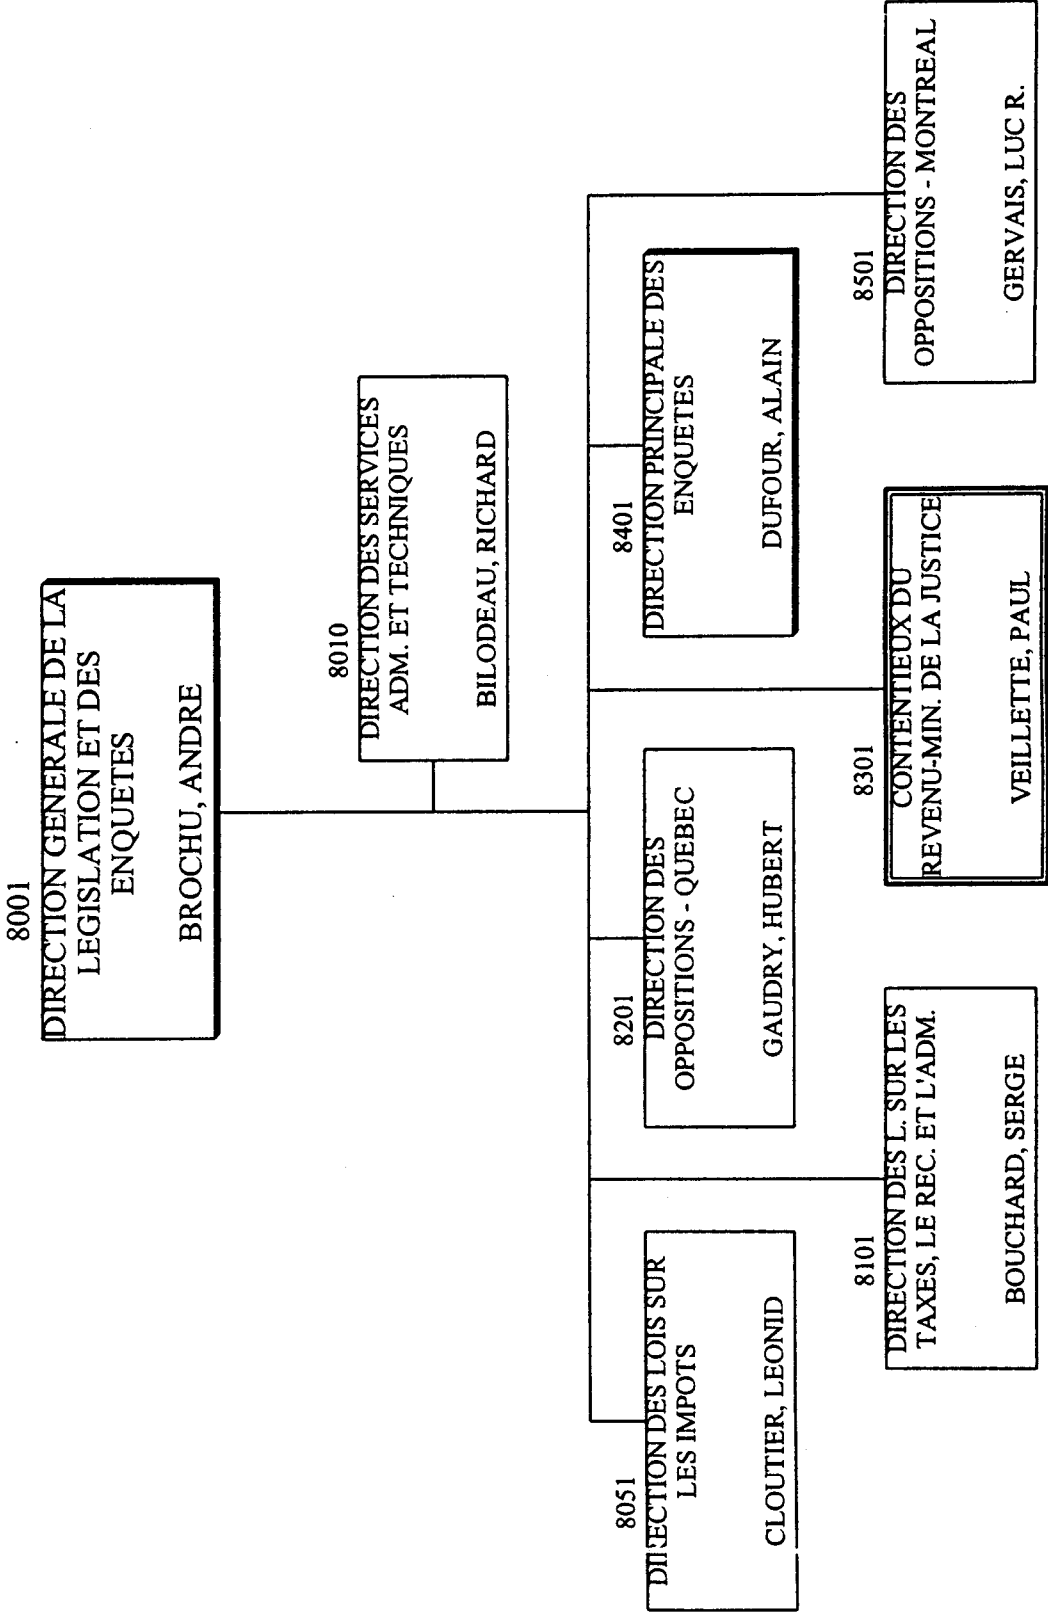 8001
DIRECTION GENERALE DE LA
LEGISLATION ET DES
ENQUETES
BROCHU, ANDRE
8010
DIRECTION DES SERVICES
ADM. ET TECHNIQUES
BILODEAU, RICHARD
8051
DIRECTION DES LOIS SUR
LES IMPOTS
CLOUTIER, LEONID
8201
DIRECTION DES
OPPOSITIONS - QUEBEC
GAUDRY, HUBERT
8401
DIRECTION PRINCIPALE DES
ENQUETES
DUFOUR, ALAIN
8101
DIRECTION DES L. SUR LES
TAXES, LE REC. ET L'ADM.
BOUCHARD, SERGE
8301
CONTENTIEUX DU
REVENU-MIN. DE LA JUSTICE
VEILLETTE, PAUL
8501
DIRECTION DES
OPPOSITIONS - MONTREAL
GERVAIS, LUC R.